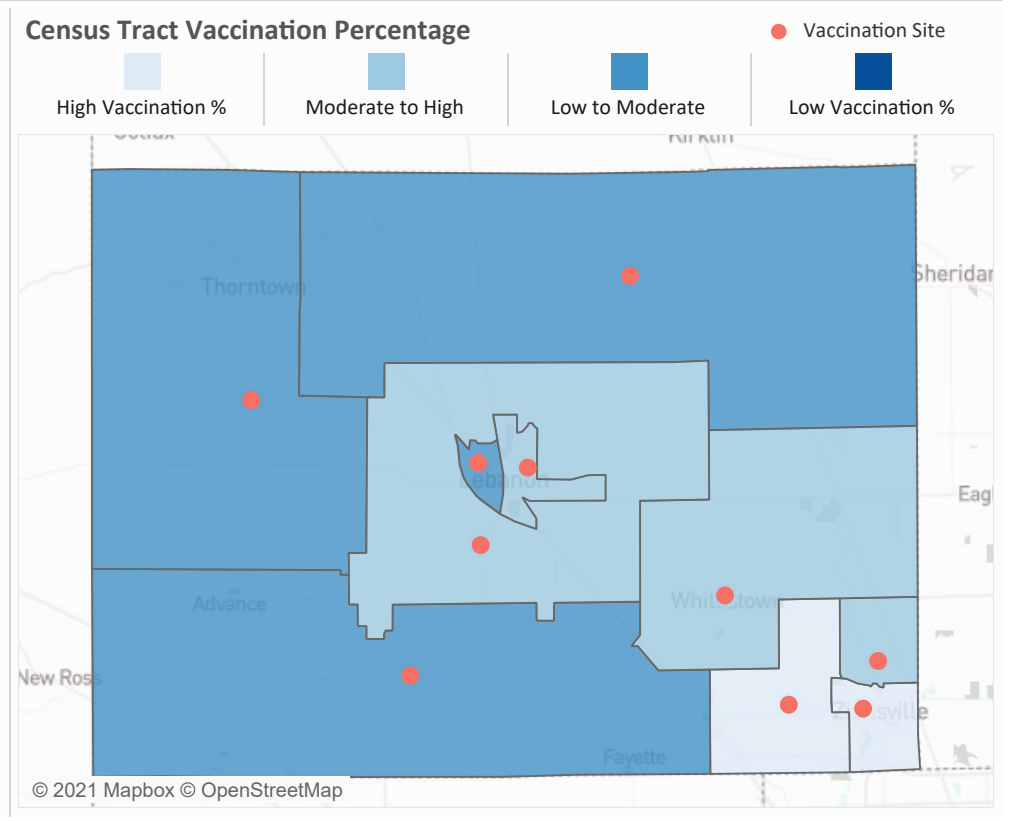 Census Tract Vaccination Percentage
Vaccination Site
High Vaccination %
Moderate to High
Low to Moderate
Low Vaccination %
Thorntown
Sheridan
Lebanon
Eag
Advance
Whitestown
New Ross
Zionsville
Fayette
© 2021 Mapbox © OpenStreetMap